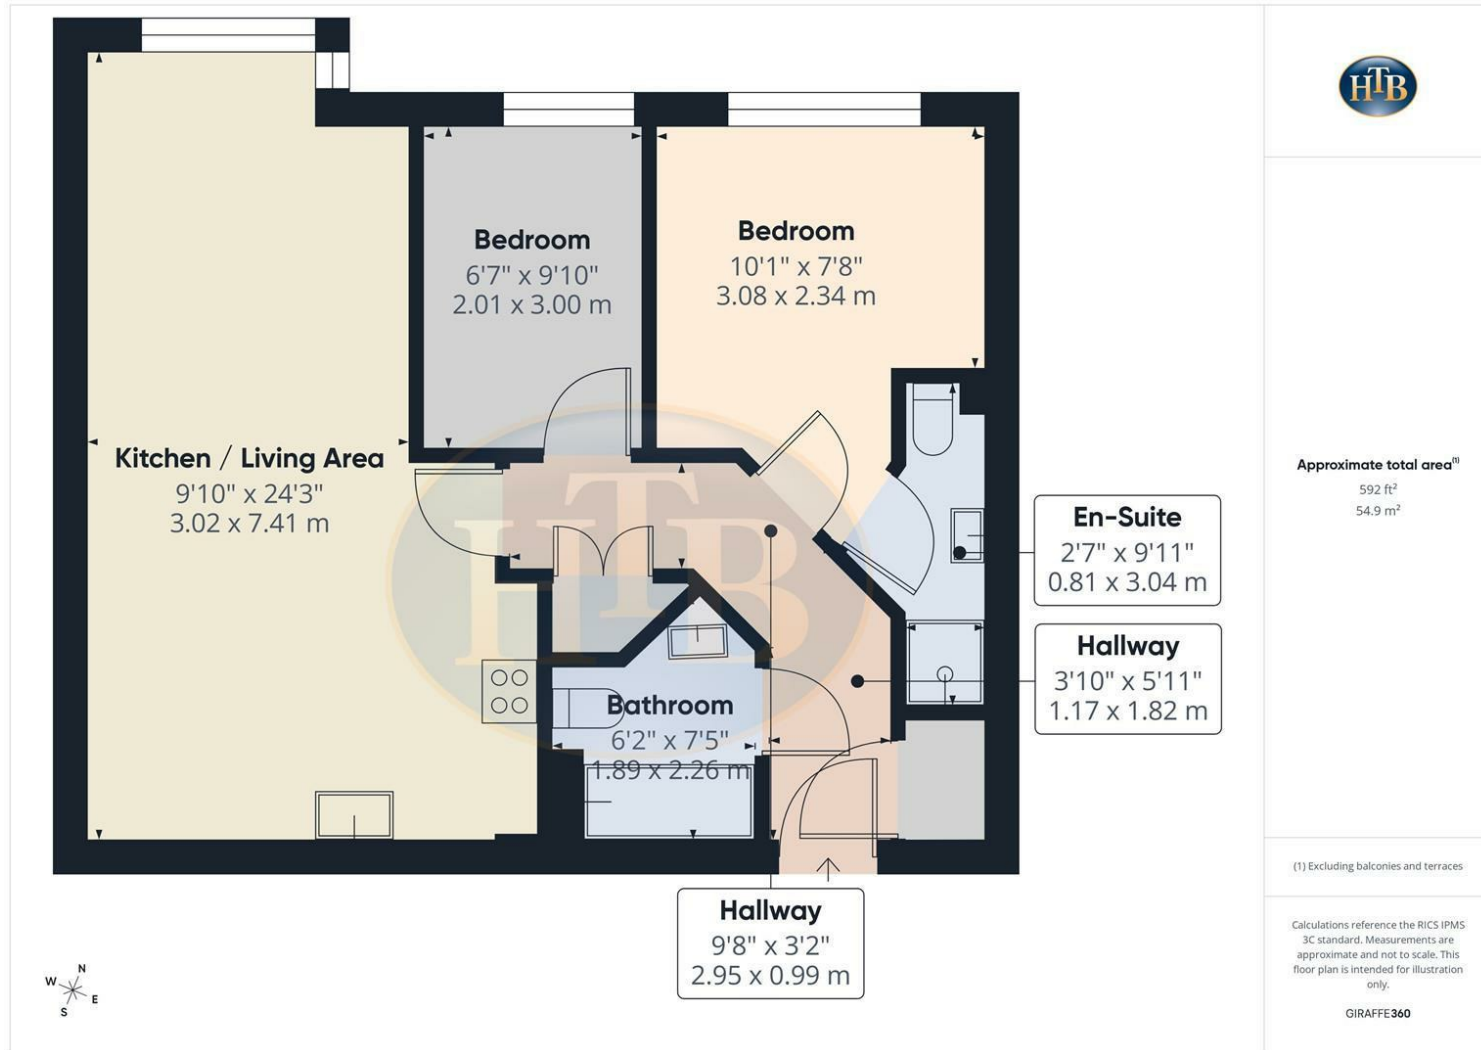 HTB
Bedroom
6'7" x 9'10"
2.01 x 3.00 m
Bedroom
10'1" x 7'8"
3.08 x 2.34 m
Kitchen / Living Area
9'10" x 24'3"
3.02 x 7.41 m
HTB
En-Suite
2'7" x 9'11"
0.81 x 3.04 m
Hallway
3'10" x 5'11"
1.17 x 1.82 m
Bathroom
6'2" x 7'5"
1.89 x 2.26 m
Hallway
9'8" x 3'2"
2.95 x 0.99 m
N
W
E
S
Approximate total area(1)
592 ft²
54.9 m²
(1) Excluding balconies and terraces
Calculations reference the RICS IPMS
3C standard. Measurements are
approximate and not to scale. This
floor plan is intended for illustration
only.
GIRAFFE360